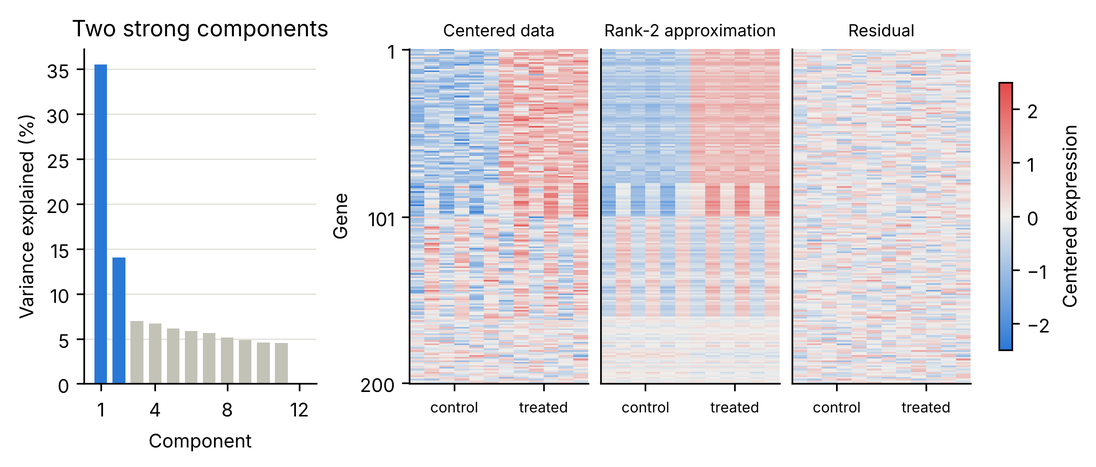 Two strong components
Variance explained (%)
35
30
25
20
15
10
5
0
1
4
8
12
Component
Centered data
Rank-2 approximation
Residual
Gene
1
101
200
control
treated
control
treated
control
treated
2
1
0
−1
−2
Centered expression